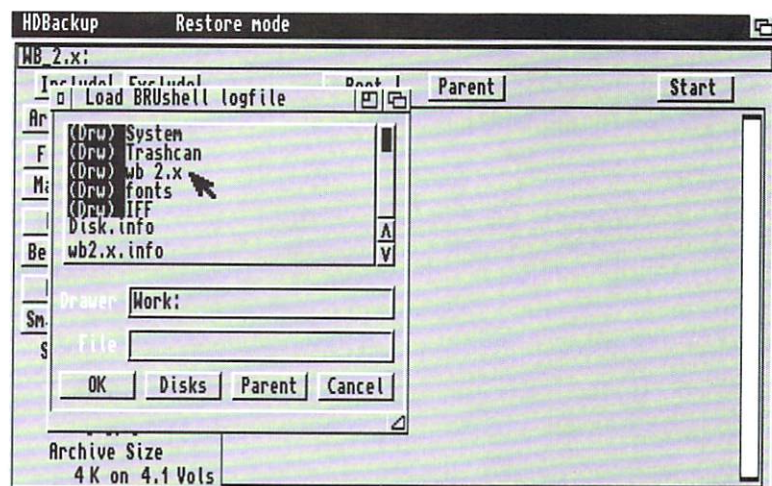 HDBackup Restore mode
WB_2.x:
Parent Start
Load BRUshell logfile
(Drw) System
(Drw) Trashcan
(Drw) wb 2.x
(Drw) fonts
(Drw) IFF
Disk.info
wb2.x.info
Drawer Work:
File
OK Disks Parent Cancel
Archive Size
4K on 4.1 Vols